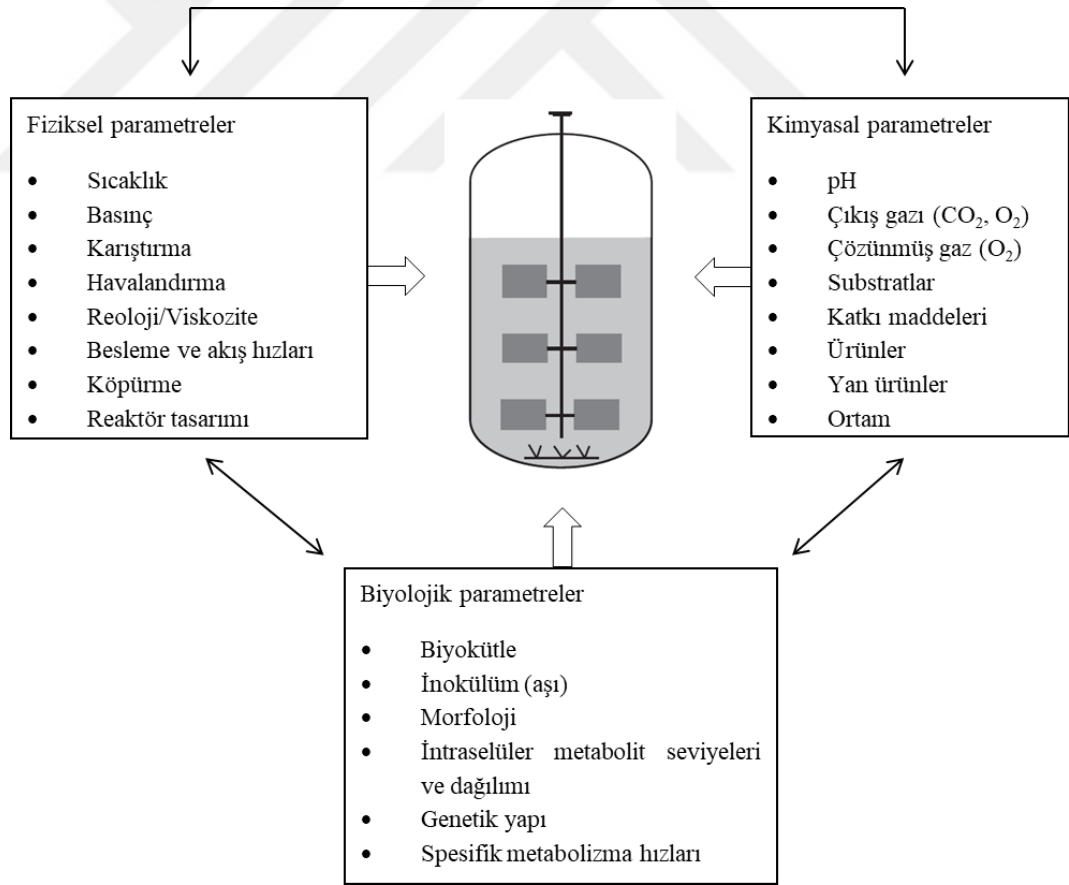 Fiziksel parametreler
• Sıcaklık
• Basınç
• Karıştırma
• Havalandırma
• Reoloji/Viskozite
• Besleme ve akış hızları
• Köpürme
• Reaktör tasarımı
Kimyasal parametreler
• pH
• Çıkış gazı (CO₂, O₂)
• Çözünmüş gaz (O₂)
• Substratlar
• Katkı maddeleri
• Ürünler
• Yan ürünler
• Ortam
Biyolojik parametreler
• Biyokütle
• İnokülüm (aşı)
• Morfoloji
• İntraselüler metabolit seviyeleri
ve dağılımı
• Genetik yapı
• Spesifik metabolizma hızları